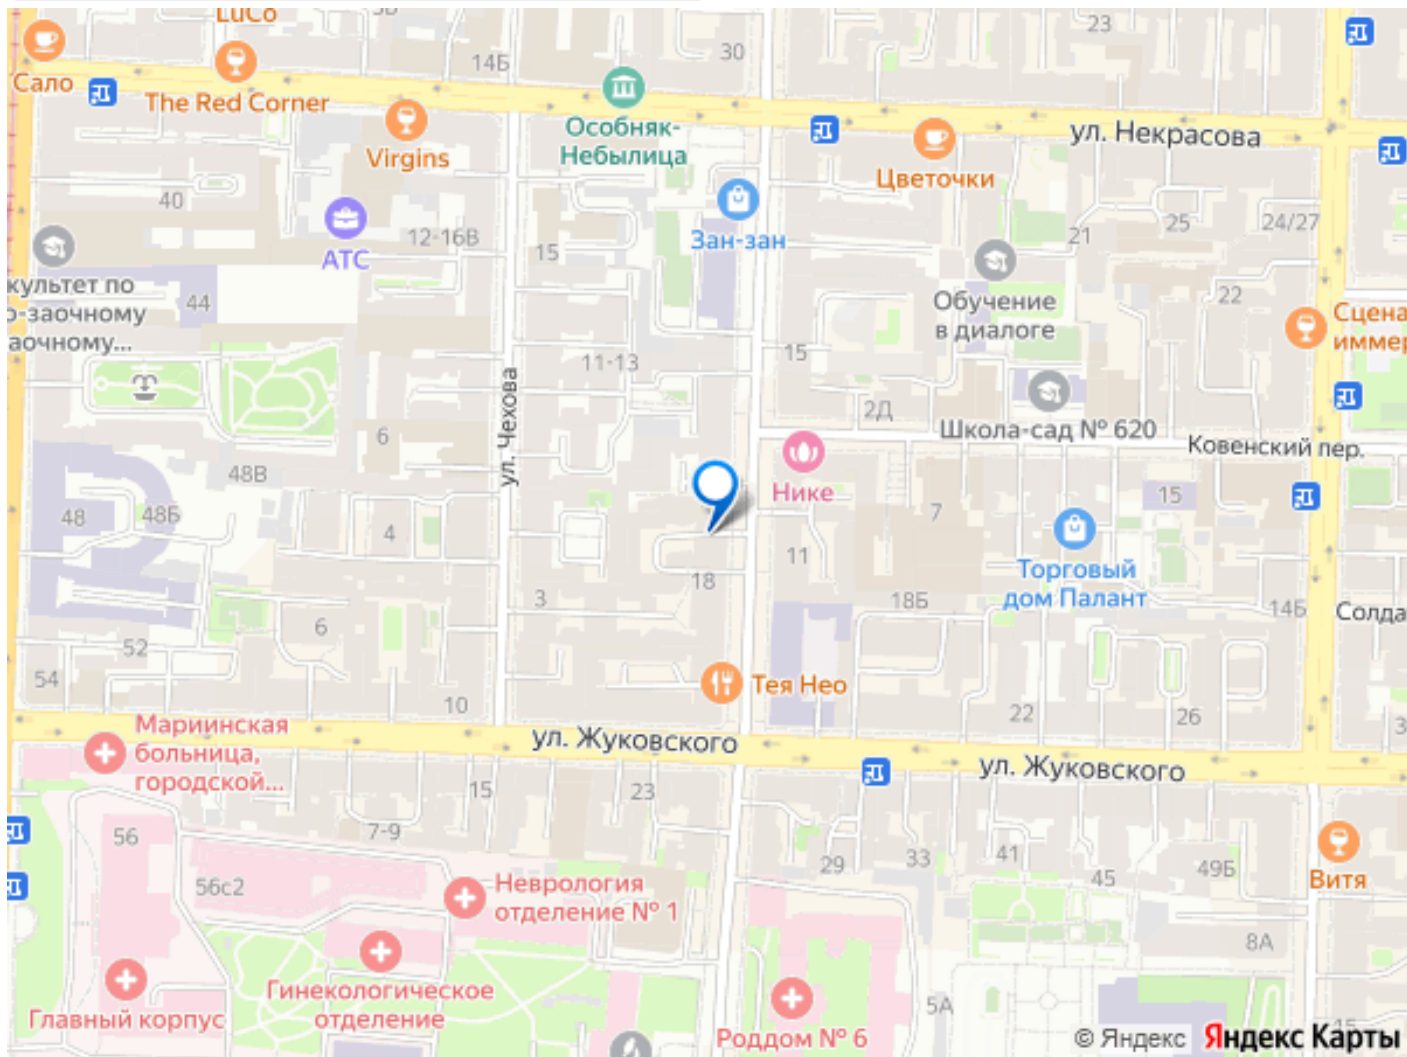 LuCo
30
23
14Б
Сало
The Red Corner
Virgins
Особняк-
Небылица
ул. Некрасова
Цветочки
40
12-16В
АТС
15
Зан-зан
21
25
24/27
культет по
о-заочному
аочному...
44
Обучение
в диалоге
22
Сцена
иммер
11-13
15
ул. Чехова
2Д
6
Школа-сад № 620
Ковенский пер.
48В
Нике
48
48Б
4
7
15
11
18
Торговый
дом Палант
3
18Б
14Б
Солда
6
52
54
Тея Нео
10
22
26
3
Мариинская
больница,
городской...
ул. Жуковского
ул. Жуковского
15
23
7-9
56
29
33
41
45
49Б
Витя
56с2
Неврология
отделение № 1
8А
Гинекологическое
отделение
Главный корпус
5А
Роддом № 6
15
© Яндекс Яндекс Карты